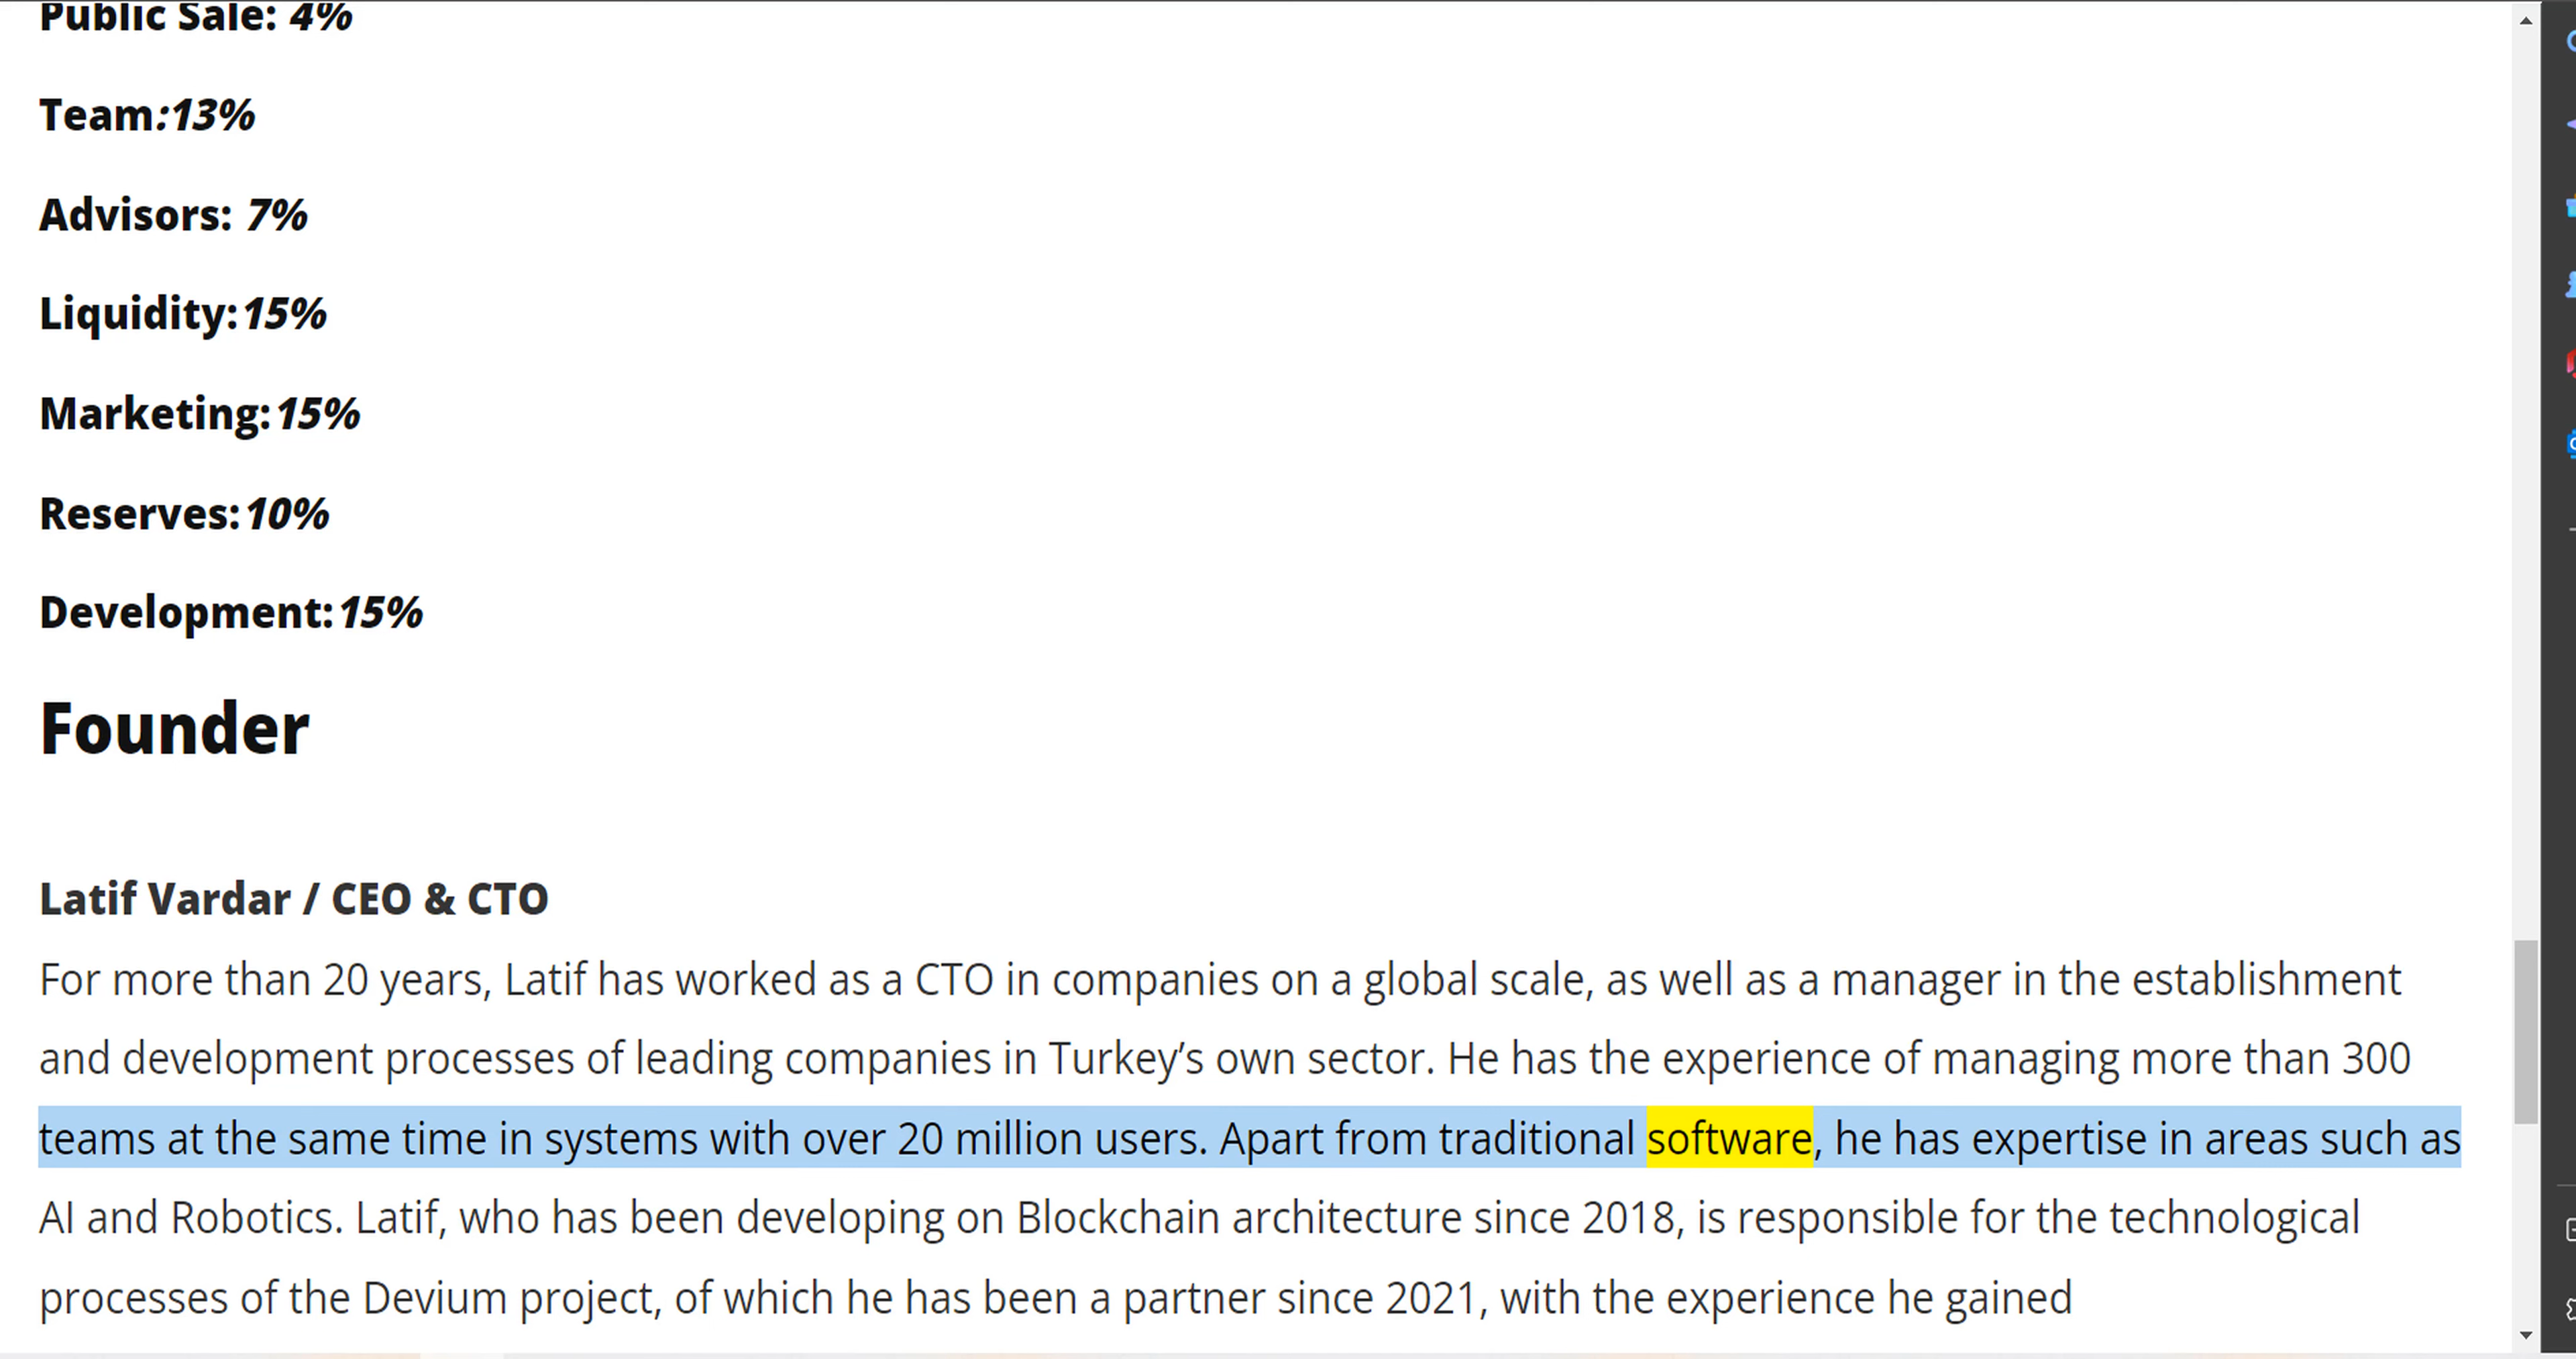 Public Sale: 4%
Team:13%
Advisors: 7%
Liquidity:15%
Marketing:15%
Reserves:10%
Development:15%
Founder
Latif Vardar / CEO & CTO
For more than 20 years, Latif has worked as a CTO in companies on a global scale, as well as a manager in the establishment
and development processes of leading companies in Turkey’s own sector. He has the experience of managing more than 300
teams at the same time in systems with over 20 million users. Apart from traditional software, he has expertise in areas such as
AI and Robotics. Latif, who has been developing on Blockchain architecture since 2018, is responsible for the technological
processes of the Devium project, of which he has been a partner since 2021, with the experience he gained